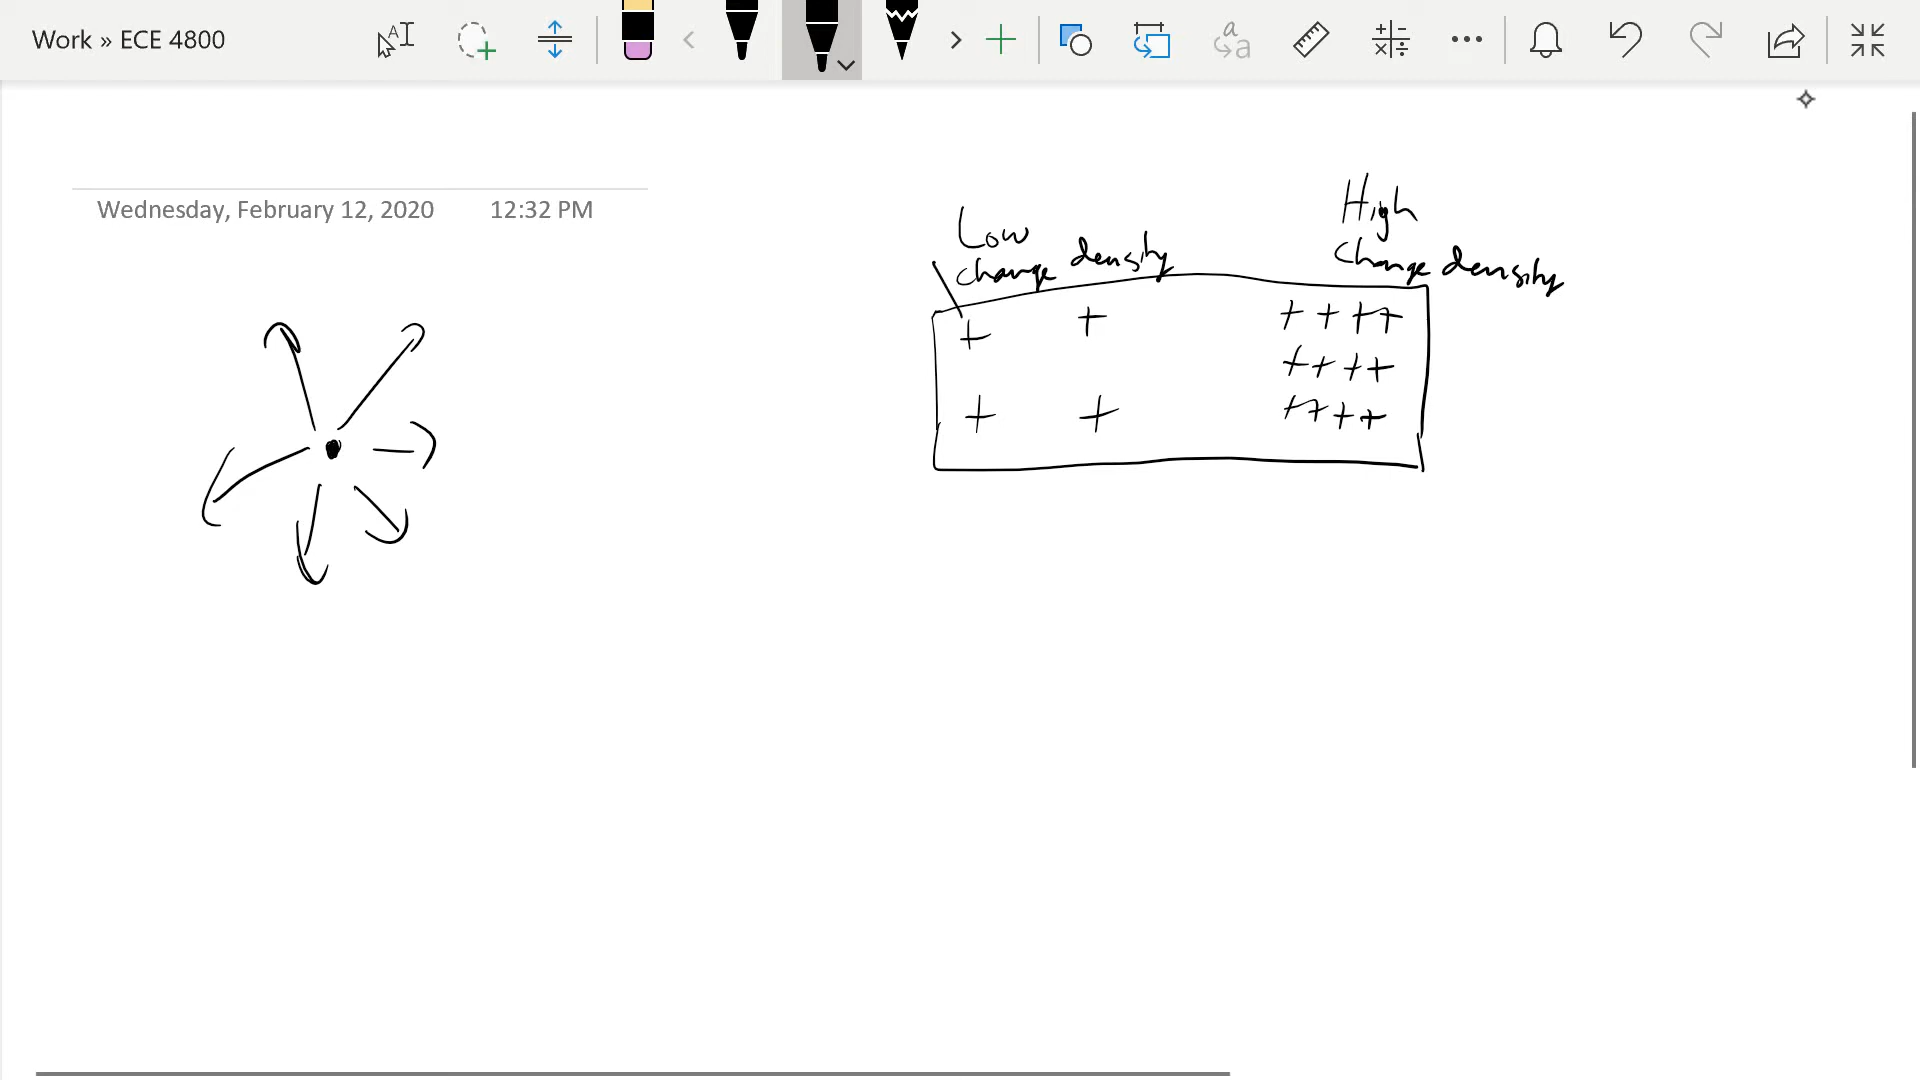 Work » ECE 4800
Wednesday, February 12, 2020 12:32 PM
Low
charge density
High
charge density
+ + + + + +
+ + + +
+ + + + + +